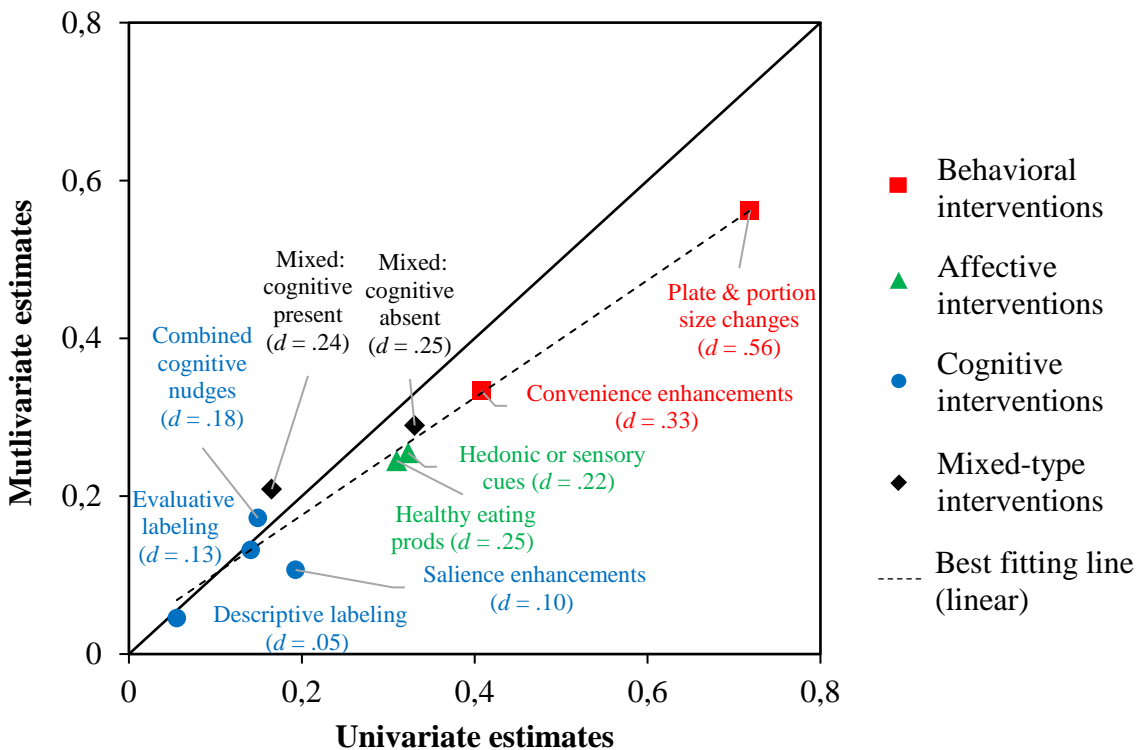 0,8
0,6
0,4
0,2
0
0
0,2
0,4
0,6
0,8
Mutlivariate estimates
Univariate estimates
Mixed:
cognitive
present
(d = .24)
Mixed:
cognitive
absent
(d = .25)
Combined
cognitive
nudges
(d = .18)
Plate & portion
size changes
(d = .56)
Convenience enhancements
(d = .33)
Hedonic or sensory
cues (d = .22)
Evaluative
labeling
(d = .13)
Healthy eating
prods (d = .25)
Salience enhancements
(d = .10)
Descriptive labeling
(d = .05)
Behavioral
interventions
Affective
interventions
Cognitive
interventions
Mixed-type
interventions
Best fitting line
(linear)